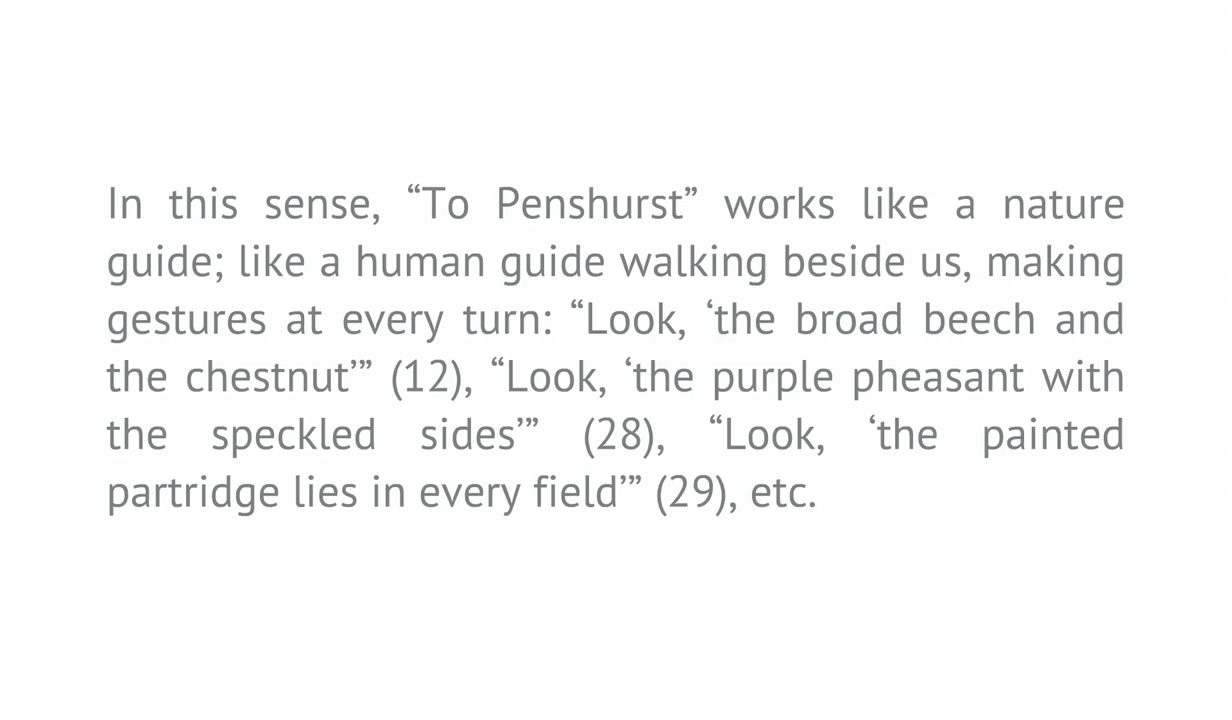 In this sense, “To Penshurst” works like a nature
guide; like a human guide walking beside us, making
gestures at every turn: “Look, ‘the broad beech and
the chestnut’” (12), “Look, ‘the purple pheasant with
the speckled sides’” (28), “Look, ‘the painted
partridge lies in every field’” (29), etc.